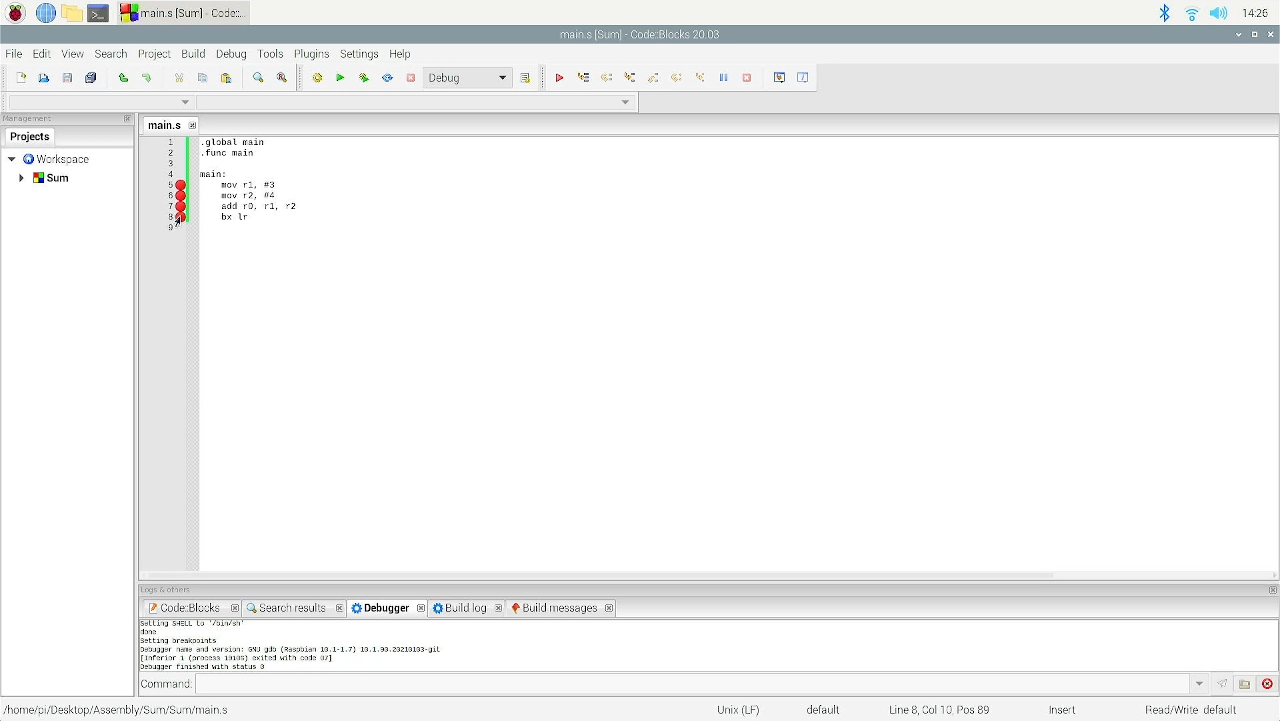 main.s [Sum] - Code:...
14:26
main.s [Sum] - Code::Blocks 20.03
File Edit View Search Project Build Debug Tools Plugins Settings Help
Debug
Management
Projects
Workspace
Sum
main.s
1 .global main
2 .func main
3
4 main:
5 mov r1, #3
6 mov r2, #4
7 add r0, r1, r2
8 bx lr
9
Logs & others
Code::Blocks Search results Debugger Build log Build messages
Setting SHELL to '/bin/sh'
done
Setting breakpoints
Debugger name and version: GNU gdb (Raspbian 10.1-1.7) 10.1.90.20210103-git
[Inferior 1 (process 10106) exited with code 07]
Debugger finished with status 0
Command:
/home/pi/Desktop/Assembly/Sum/Sum/main.s Unix (LF) default Line 8, Col 10, Pos 89 Insert Read/Write default